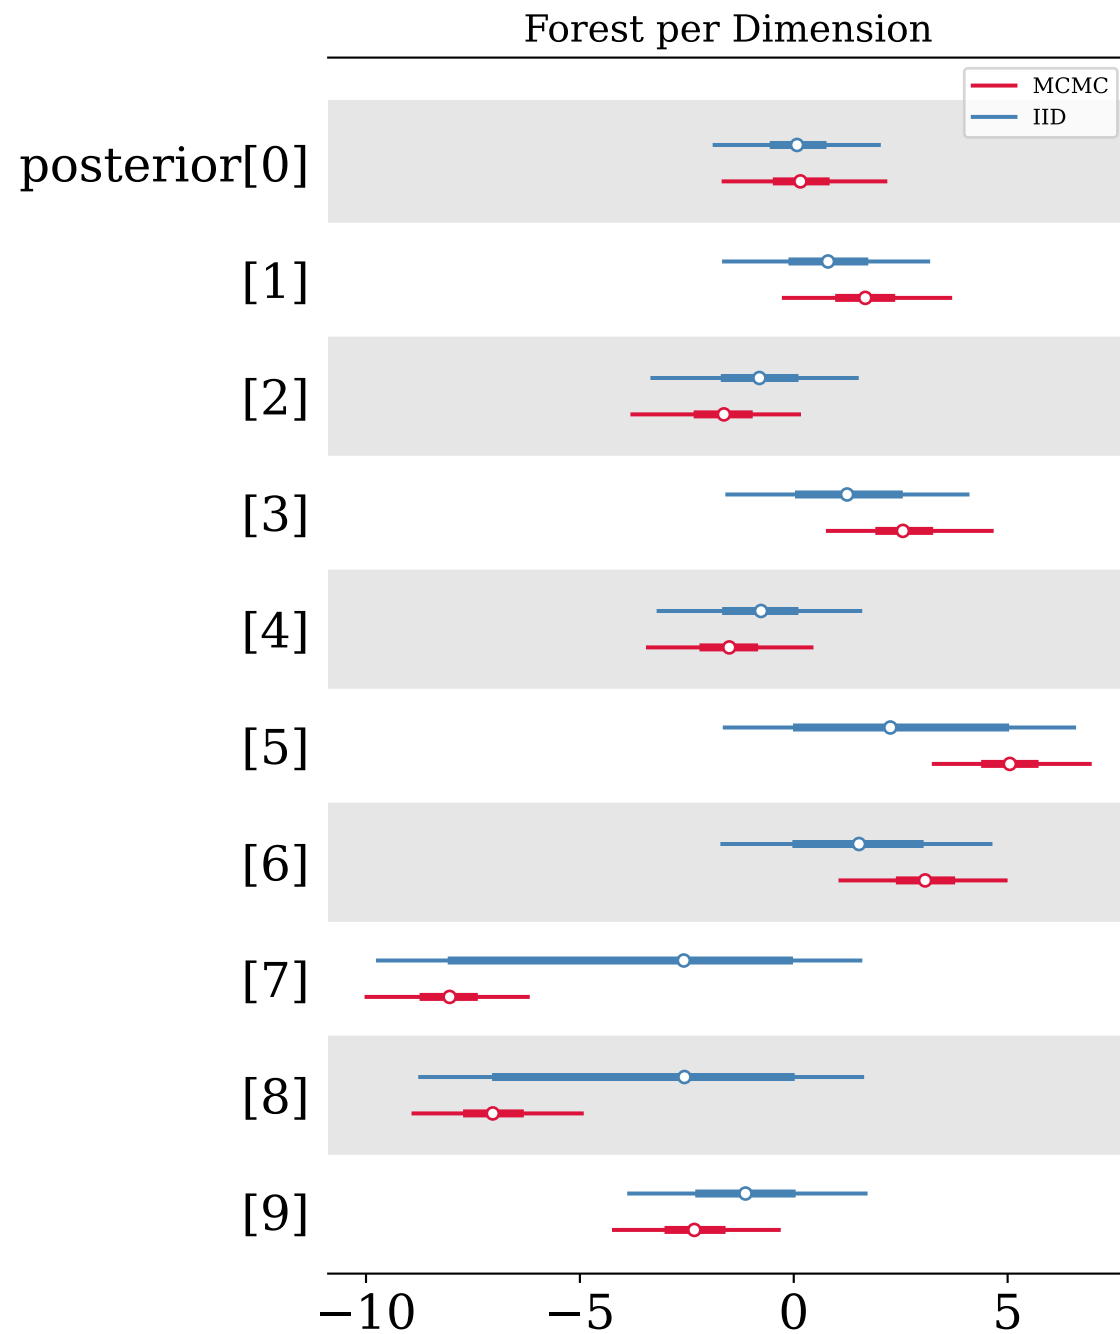 Forest per Dimension
MCMC
IID
posterior[0]
[1]
[2]
[3]
[4]
[5]
[6]
[7]
[8]
[9]
−10 −5 0 5